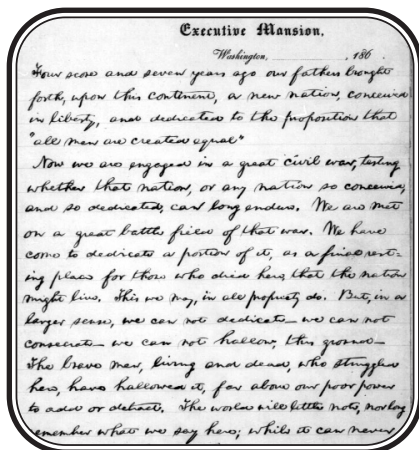 Executive Mansion,
Washington, , 186
Four score and seven years ago our fathers brought
forth, upon this continent, a new nation, conceived
in liberty, and dedicated to the proposition that
"all men are created equal"
Now we are engaged in a great civil war, testing
whether that nation, or any nation so conceived,
and so dedicated, can long endure. We are met
on a great battle field of that war. We have
come to dedicate a portion of it, as a final rest-
ing place for those who died here, that the nation
might live. This we may, in all propriety do. But, in a
larger sense, we can not dedicate— we can not
consecrate— we can not hallow, this ground—
The brave men, living and dead, who struggled
here, have hallowed it, far above our poor power
to add or detract. The world will little note, nor long
remember what we say here; while it can never